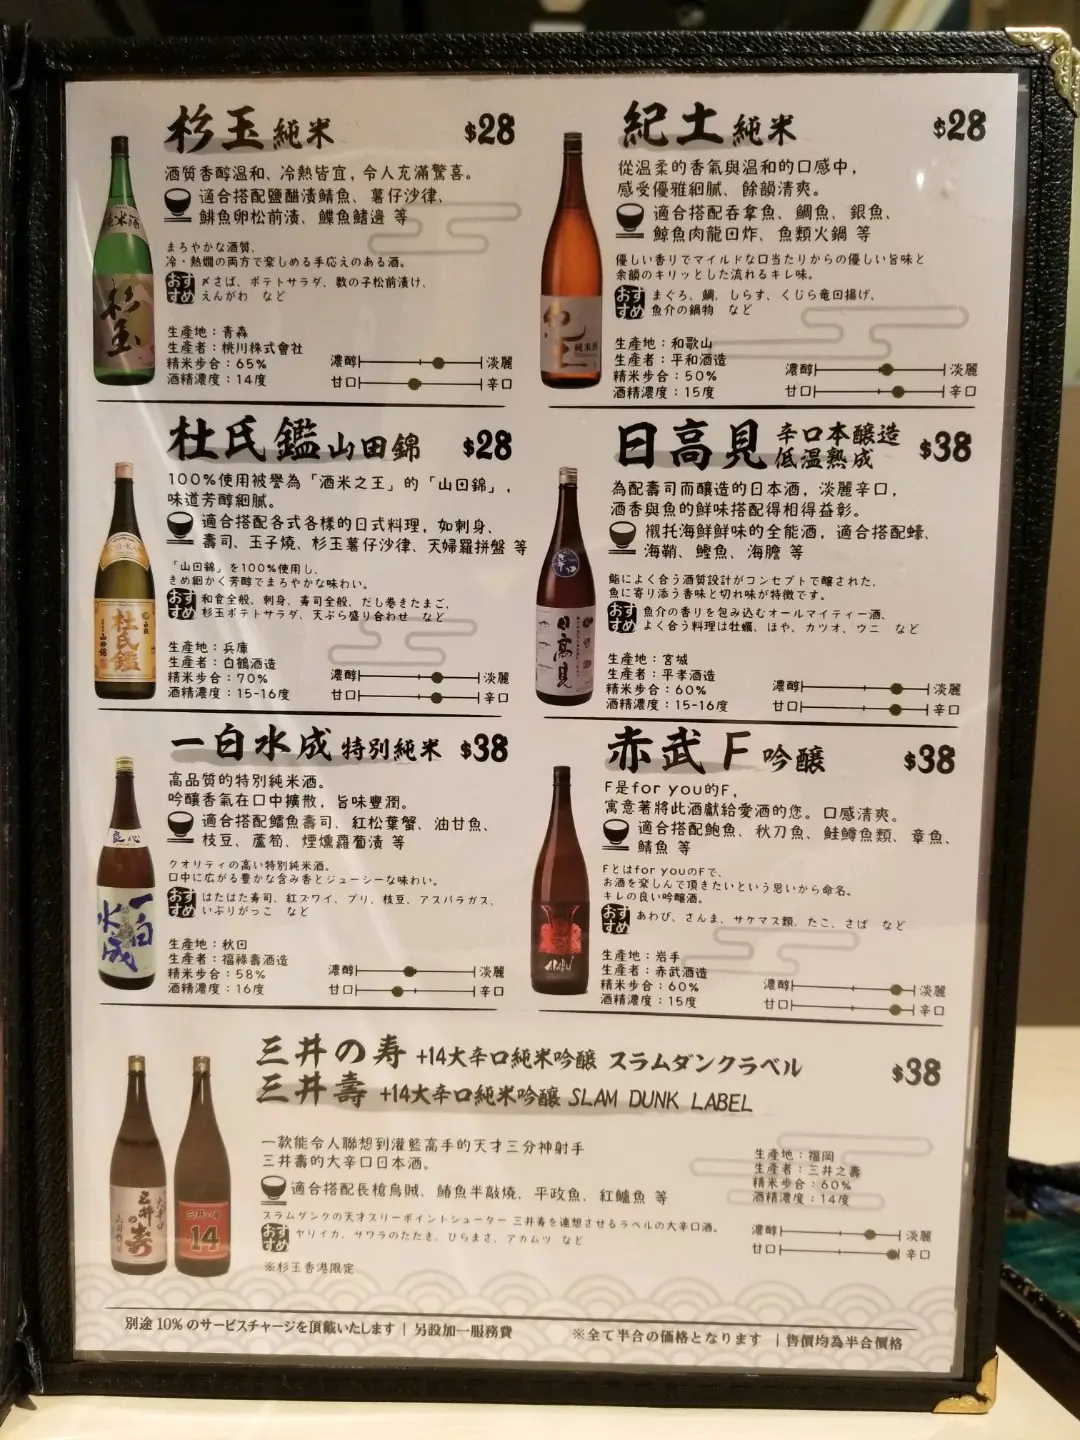 杉玉 純米 $28
酒質香醇溫和、冷熱皆宜，令人充滿驚喜。
適合搭配鹽醋漬鯖魚、薯仔沙律、
鯡魚卵松前漬、鰈魚鰭邊 等
まろやかな酒質、
冷・熱燗の両方で楽しめる手応えのある酒。
おすすめ 〆さば、ポテトサラダ、数の子松前漬け、
えんがわ など
生産地：青森
生產者：桃川株式會社
精米步合：65%
酒精濃度：14度
濃醇 淡麗
甘口 辛口
紀土 純米 $28
從溫柔的香氣與溫和的口感中，
感受優雅細膩、餘韻清爽。
適合搭配吞拿魚、鯛魚、銀魚、
鯨魚肉龍田炸、魚類火鍋 等
優しい香りでマイルドな口当たりからの優しい旨味と
余韻のキリッとした流れるキレ味。
おすすめ まぐろ、鯛、しらす、くじら竜田揚げ、
魚介の鍋物 など
生產地：和歌山
生產者：平和酒造
精米步合：50%
酒精濃度：15度
濃醇 淡麗
甘口 辛口
杜氏鑑 山田錦 $28
100%使用被譽為「酒米之王」的「山田錦」，
味道芳醇細膩。
適合搭配各式各樣的日式料理，如刺身、
壽司、玉子燒、杉玉薯仔沙律、天婦羅拼盤 等
「山田錦」を100%使用し、
きめ細かく芳醇でまろやかな味わい。
おすすめ 和食全般、刺身、寿司全般、だし巻きたまご、
杉玉ポテトサラダ、天ぷら盛り合わせ など
生產地：兵庫
生產者：白鶴酒造
精米步合：70%
酒精濃度：15-16度
濃醇 淡麗
甘口 辛口
日高見 辛口本醸造 低温熟成 $38
為配壽司而釀造的日本酒，淡麗辛口，
酒香與魚的鮮味搭配得相得益彰。
襯托海鮮鮮味的全能酒，適合搭配蠔、
海鞘、鰹魚、海膽 等
鮨によく合う酒質設計がコンセプトで醸された、
魚に寄り添う香味と切れ味が特徴です。
おすすめ 魚介の香りを包み込むオールマイティー酒、
よく合う料理は牡蠣、ほや、カツオ、ウニ など
生產地：宮城
生產者：平孝酒造
精米步合：60%
酒精濃度：15-16度
濃醇 淡麗
甘口 辛口
一白水成 特別純米 $38
高品質的特別純米酒。
吟醸香氣在口中擴散，旨味豐潤。
適合搭配鱩魚壽司、紅松葉蟹、油甘魚、
枝豆、蘆筍、煙燻蘿蔔漬 等
クオリティの高い特別純米酒。
口中に広がる豊かな含み香とジューシーな味わい。
おすすめ はたはた寿司、紅ズワイ、ブリ、枝豆、アスパラガス、
いぶりがっこ など
生產地：秋田
生產者：福祿壽酒造
精米步合：58%
酒精濃度：16度
濃醇 淡麗
甘口 辛口
赤武 F 吟醸 $38
F是for you的F，
寓意著將此酒獻給愛酒的您。口感清爽。
適合搭配鮑魚、秋刀魚、鮭鱒魚類、章魚、
鯖魚 等
Fとはfor youのFで、
お酒を楽しんで頂きたいという思いから命名。
キレの良い吟醸酒。
おすすめ あわび、さんま、サケマス類、たこ、さば など
生產地：岩手
生產者：赤武酒造
精米步合：60%
酒精濃度：15度
濃醇 淡麗
甘口 辛口
三井の寿 +14大辛口純米吟醸 スラムダンクラベル $38
三井壽 +14大辛口純米吟釀 SLAM DUNK LABEL
一款能令人聯想到灌籃高手的天才三分神射手
三井壽的大辛口日本酒。
適合搭配長槍烏賊、鰆魚半敲燒、平政魚、紅鱸魚 等
スラムダンクの天才スリーポイントシューター 三井寿を連想させるラベルの大辛口酒。
おすすめ ヤリイカ、サワラのたたき、ひらまさ、アカムツ など
※杉玉香港限定
生產地：福岡
生產者：三井之壽
精米步合：60%
酒精濃度：14度
濃醇 淡麗
甘口 辛口
別途 10% のサービスチャージを頂戴いたします | 另設加一服務費
※全て半合の価格となります | 售價均為半合價格